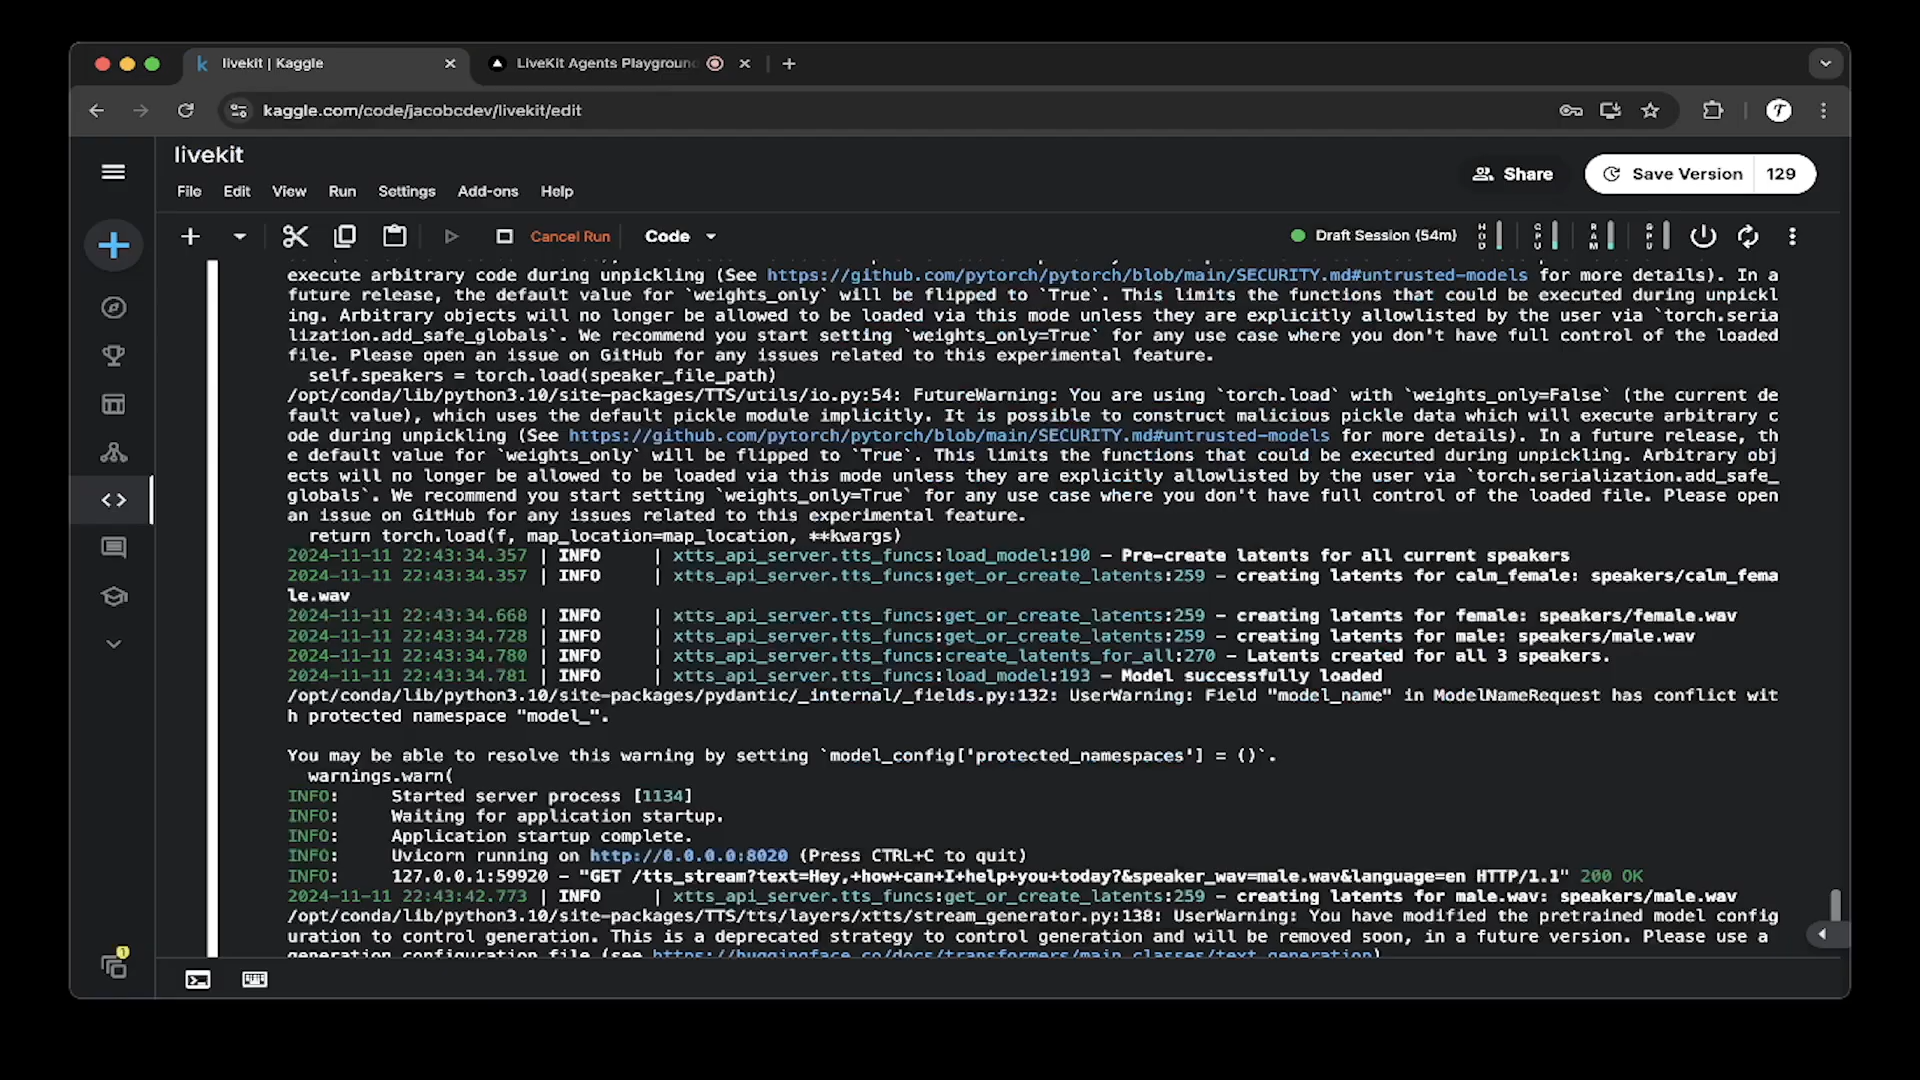 livekit | Kaggle
LiveKit Agents Playgroun
kaggle.com/code/jacobcdev/livekit/edit
livekit
File Edit View Run Settings Add-ons Help
Share
Save Version 129
Cancel Run
Code
Draft Session (54m)
HDD
CPU
RAM
GPU
execute arbitrary code during unpickling (See https://github.com/pytorch/pytorch/blob/main/SECURITY.md#untrusted-models for more details). In a
future release, the default value for `weights_only` will be flipped to `True`. This limits the functions that could be executed during unpickl
ing. Arbitrary objects will no longer be allowed to be loaded via this mode unless they are explicitly allowlisted by the user via `torch.seria
lization.add_safe_globals`. We recommend you start setting `weights_only=True` for any use case where you don't have full control of the loaded
file. Please open an issue on GitHub for any issues related to this experimental feature.
self.speakers = torch.load(speaker_file_path)
/opt/conda/lib/python3.10/site-packages/TTS/utils/io.py:54: FutureWarning: You are using `torch.load` with `weights_only=False` (the current de
fault value), which uses the default pickle module implicitly. It is possible to construct malicious pickle data which will execute arbitrary c
ode during unpickling (See https://github.com/pytorch/pytorch/blob/main/SECURITY.md#untrusted-models for more details). In a future release, th
e default value for `weights_only` will be flipped to `True`. This limits the functions that could be executed during unpickling. Arbitrary obj
ects will no longer be allowed to be loaded via this mode unless they are explicitly allowlisted by the user via `torch.serialization.add_safe_
globals`. We recommend you start setting `weights_only=True` for any use case where you don't have full control of the loaded file. Please open
an issue on GitHub for any issues related to this experimental feature.
return torch.load(f, map_location=map_location, **kwargs)
2024-11-11 22:43:34.357 | INFO | xtts_api_server.tts_funcs:load_model:190 - Pre-create latents for all current speakers
2024-11-11 22:43:34.357 | INFO | xtts_api_server.tts_funcs:get_or_create_latents:259 - creating latents for calm_female: speakers/calm_fema
le.wav
2024-11-11 22:43:34.668 | INFO | xtts_api_server.tts_funcs:get_or_create_latents:259 - creating latents for female: speakers/female.wav
2024-11-11 22:43:34.728 | INFO | xtts_api_server.tts_funcs:get_or_create_latents:259 - creating latents for male: speakers/male.wav
2024-11-11 22:43:34.780 | INFO | xtts_api_server.tts_funcs:create_latents_for_all:270 - Latents created for all 3 speakers.
2024-11-11 22:43:34.781 | INFO | xtts_api_server.tts_funcs:load_model:193 - Model successfully loaded
/opt/conda/lib/python3.10/site-packages/pydantic/_internal/_fields.py:132: UserWarning: Field "model_name" in ModelNameRequest has conflict wit
h protected namespace "model_".
You may be able to resolve this warning by setting `model_config['protected_namespaces'] = ()`.
warnings.warn(
INFO: Started server process [1134]
INFO: Waiting for application startup.
INFO: Application startup complete.
INFO: Uvicorn running on http://0.0.0.0:8020 (Press CTRL+C to quit)
INFO: 127.0.0.1:59920 - "GET /tts_stream?text=Hey,+how+can+I+help+you+today?&speaker_wav=male.wav&language=en HTTP/1.1" 200 OK
2024-11-11 22:43:42.773 | INFO | xtts_api_server.tts_funcs:get_or_create_latents:259 - creating latents for male.wav: speakers/male.wav
/opt/conda/lib/python3.10/site-packages/TTS/tts/layers/xtts/stream_generator.py:138: UserWarning: You have modified the pretrained model config
uration to control generation. This is a deprecated strategy to control generation and will be removed soon, in a future version. Please use a
generation configuration file (see https://huggingface.co/docs/transformers/main_classes/text_generation)
1